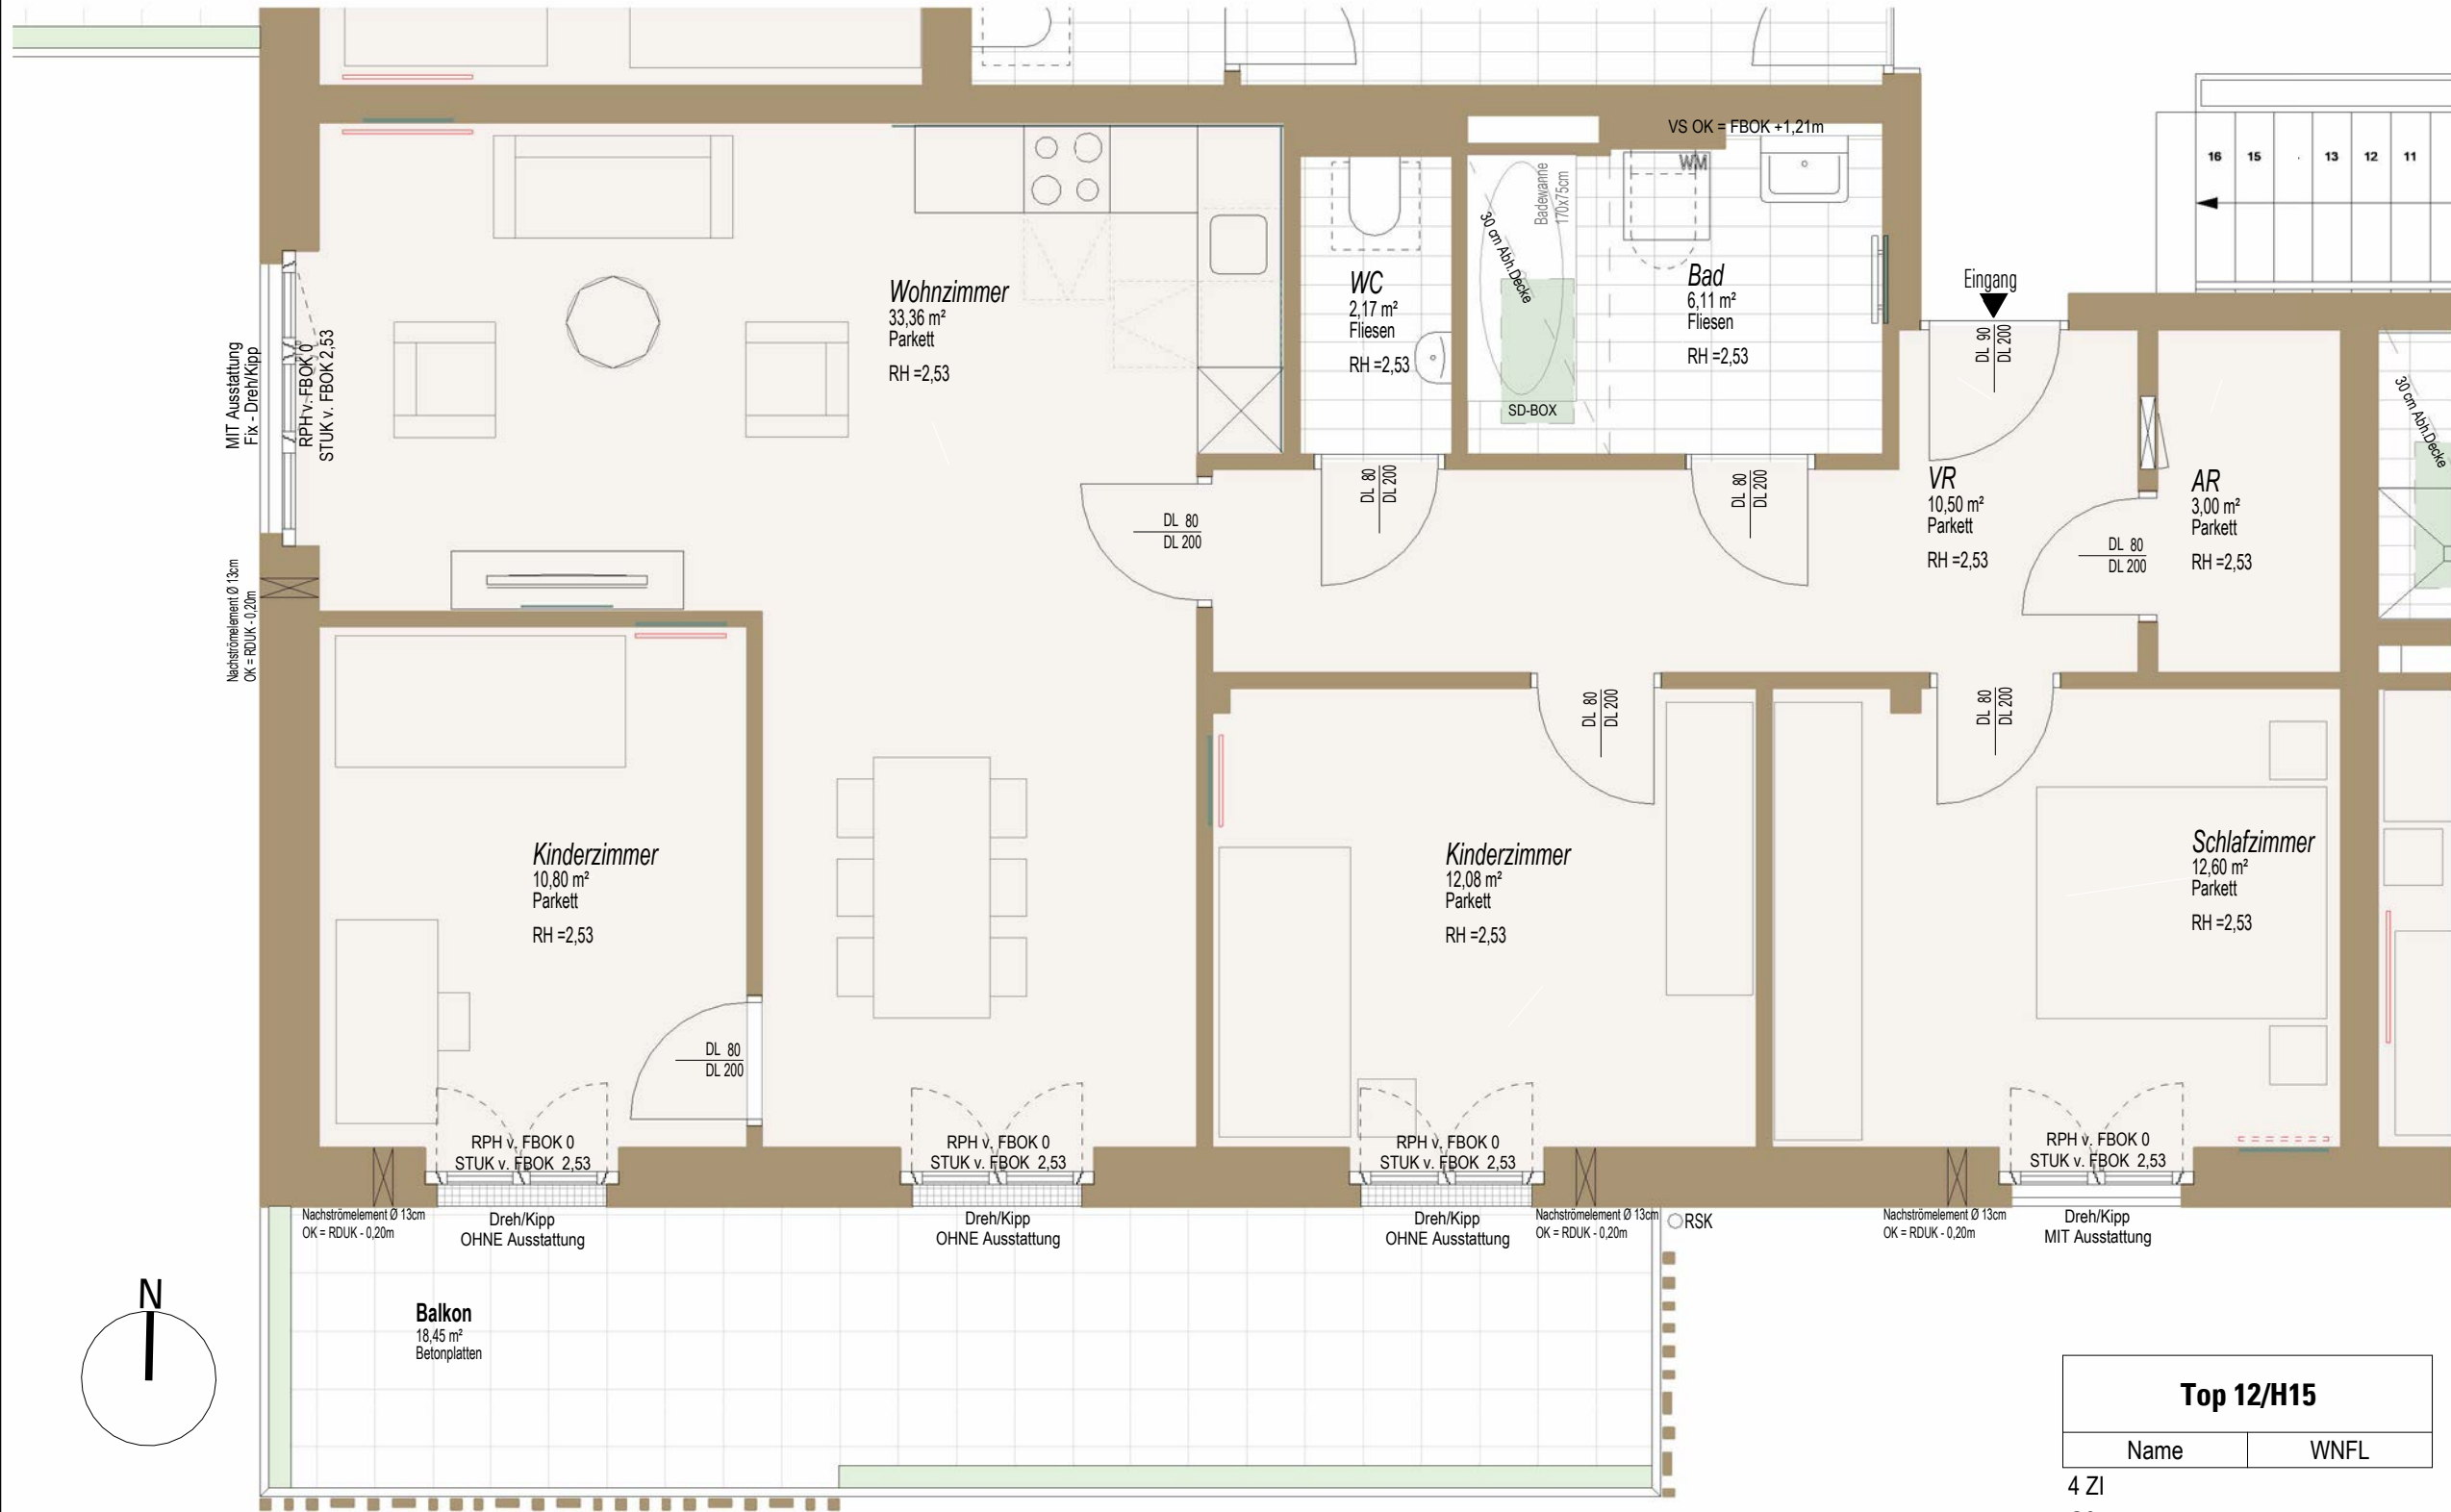 VS OK = FBOK +1,21m
WM
Badewanne
170x75cm
30 cm Abh.Decke
SD-BOX
16
15
13
12
11
Eingang
DL 90
DL 200
Wohnzimmer
33,36 m²
Parkett
RH =2,53
WC
2,17 m²
Fliesen
RH =2,53
Bad
6,11 m²
Fliesen
RH =2,53
MIT Ausstattung
Fix - Dreh/Kipp
RPH v. FBOK 0
STUK v. FBOK 2,53
30 cm Abh.Decke
VR
10,50 m²
Parkett
RH =2,53
AR
3,00 m²
Parkett
RH =2,53
DL 80
DL 200
DL 80
DL 200
DL 80
DL 200
DL 80
DL 200
Nachströmelement Ø 13cm
OK = RDUK - 0,20m
DL 80
DL 200
DL 80
DL 200
Kinderzimmer
10,80 m²
Parkett
RH =2,53
Kinderzimmer
12,08 m²
Parkett
RH =2,53
Schlafzimmer
12,60 m²
Parkett
RH =2,53
DL 80
DL 200
RPH v. FBOK 0
STUK v. FBOK 2,53
RPH v. FBOK 0
STUK v. FBOK 2,53
RPH v. FBOK 0
STUK v. FBOK 2,53
RPH v. FBOK 0
STUK v. FBOK 2,53
Nachströmelement Ø 13cm
OK = RDUK - 0,20m
Dreh/Kipp
OHNE Ausstattung
Dreh/Kipp
OHNE Ausstattung
Dreh/Kipp
OHNE Ausstattung
Nachströmelement Ø 13cm
OK = RDUK - 0,20m
RSK
Nachströmelement Ø 13cm
OK = RDUK - 0,20m
Dreh/Kipp
MIT Ausstattung
N
Balkon
18,45 m²
Betonplatten
Top 12/H15
Name
WNFL
4 ZI